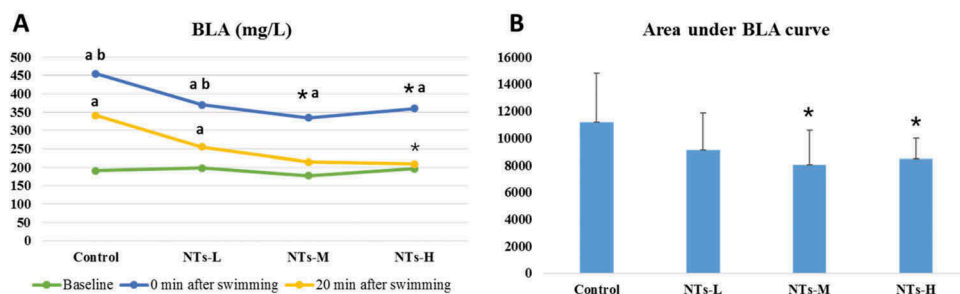 A
BLA (mg/L)
500
450
400
350
300
250
200
150
100
50
0
a b
a
a b
a
* a
* a
*
Control NTs-L NTs-M NTs-H
Baseline 0 min after swimming 20 min after swimming
B
Area under BLA curve
16000
14000
12000
10000
8000
6000
4000
2000
0
*
*
Control NTs-L NTs-M NTs-H